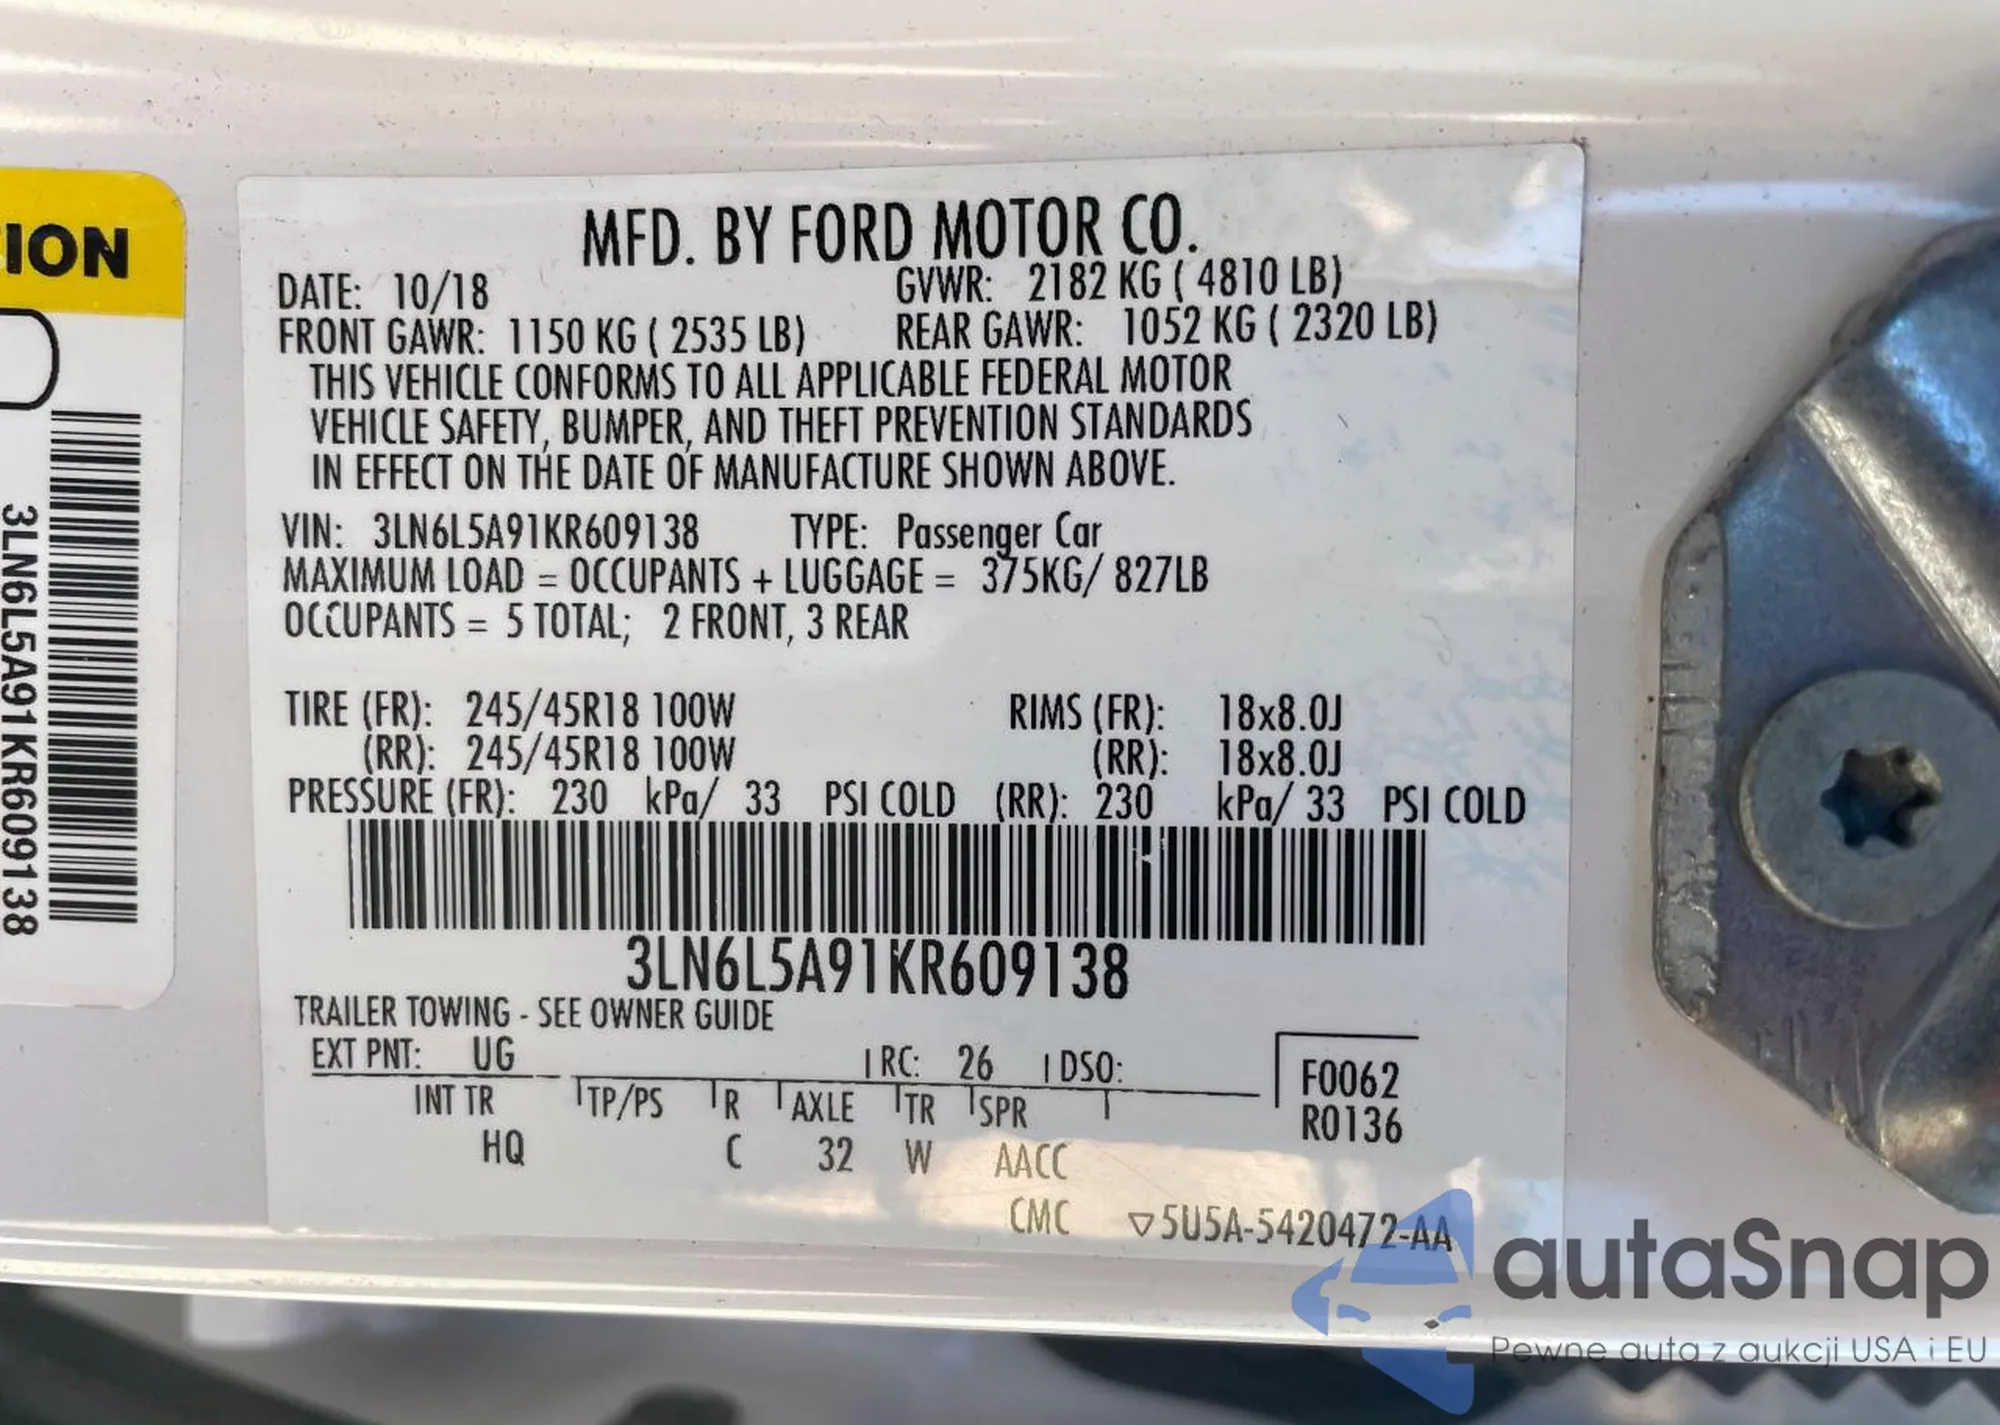 ION
3LN6L5A91KR609138
MFD. BY FORD MOTOR CO.
DATE: 10/18 GVWR: 2182 KG ( 4810 LB)
FRONT GAWR: 1150 KG ( 2535 LB) REAR GAWR: 1052 KG ( 2320 LB)
THIS VEHICLE CONFORMS TO ALL APPLICABLE FEDERAL MOTOR
VEHICLE SAFETY, BUMPER, AND THEFT PREVENTION STANDARDS
IN EFFECT ON THE DATE OF MANUFACTURE SHOWN ABOVE.
VIN: 3LN6L5A91KR609138 TYPE: Passenger Car
MAXIMUM LOAD = OCCUPANTS + LUGGAGE = 375KG/ 827LB
OCCUPANTS = 5 TOTAL; 2 FRONT, 3 REAR
TIRE (FR): 245/45R18 100W RIMS (FR): 18x8.0J
(RR): 245/45R18 100W (RR): 18x8.0J
PRESSURE (FR): 230 kPa/ 33 PSI COLD (RR): 230 kPa/ 33 PSI COLD
3LN6L5A91KR609138
TRAILER TOWING - SEE OWNER GUIDE
EXT PNT: UG RC: 26 DSO:
F0062
INT TR TP/PS R AXLE TR SPR
R0136
HQ C 32 W AACC
CMC ▽5U5A-5420472-AA
autaSnap
Pewne auta z aukcji USA i EU